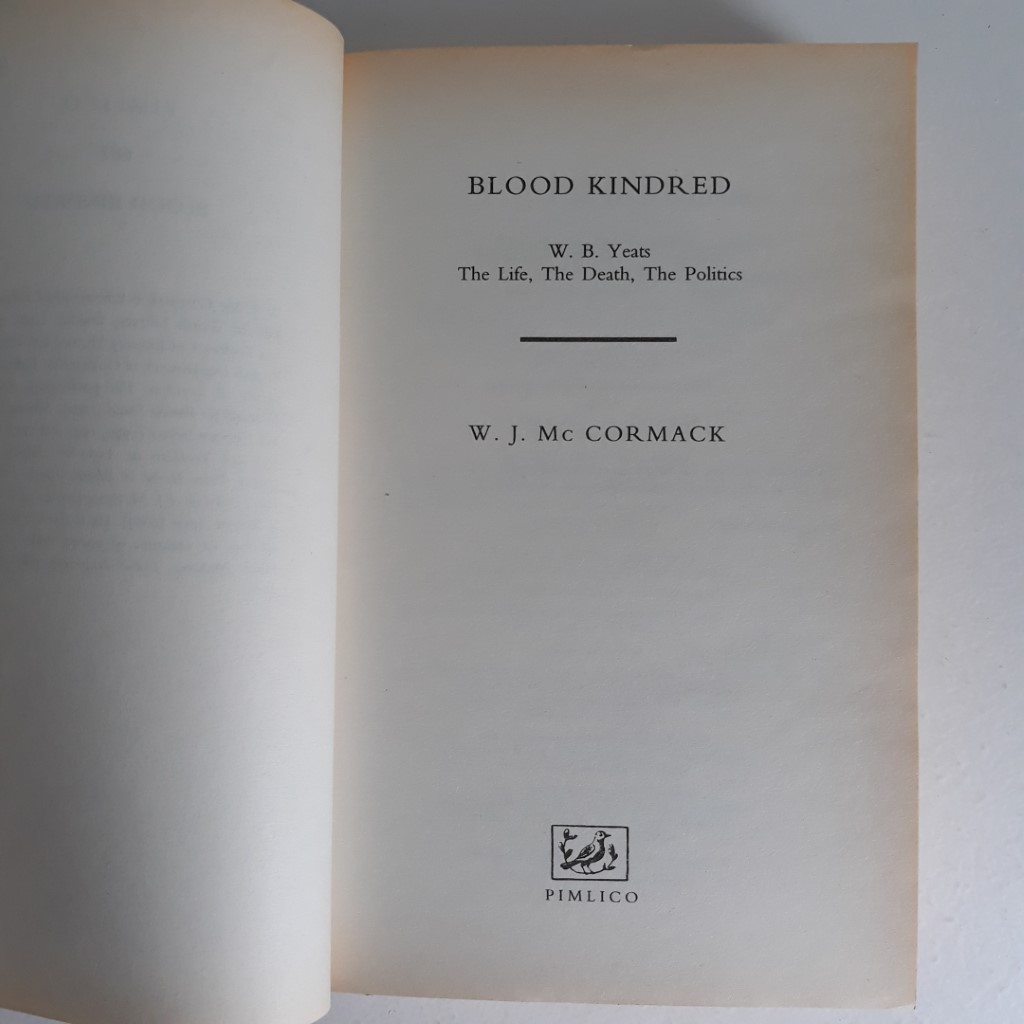 BLOOD KINDRED
W. B. Yeats
The Life, The Death, The Politics
W. J. Mc CORMACK
PIMLICO